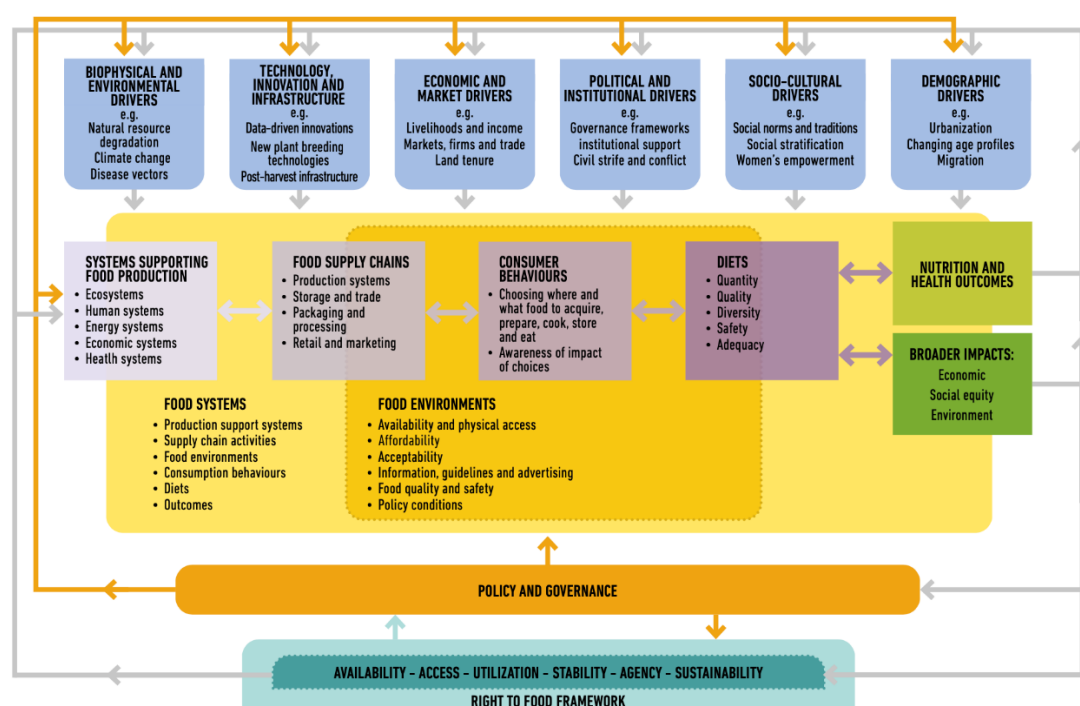 BIOPHYSICAL AND
ENVIRONMENTAL
DRIVERS
e.g.
Natural resource
degradation
Climate change
Disease vectors
TECHNOLOGY,
INNOVATION AND
INFRASTRUCTURE
e.g.
Data-driven innovations
New plant breeding
technologies
Post-harvest infrastructure
ECONOMIC AND
MARKET DRIVERS
e.g.
Livelihoods and income
Markets, firms and trade
Land tenure
POLITICAL AND
INSTITUTIONAL DRIVERS
e.g.
Governance frameworks
institutional support
Civil strife and conflict
SOCIO-CULTURAL
DRIVERS
e.g.
Social norms and traditions
Social stratification
Women's empowerment
DEMOGRAPHIC
DRIVERS
e.g.
Urbanization
Changing age profiles
Migration
SYSTEMS SUPPORTING
FOOD PRODUCTION
• Ecosystems
• Human systems
• Energy systems
• Economic systems
• Health systems
FOOD SUPPLY CHAINS
• Production systems
• Storage and trade
• Packaging and
processing
• Retail and marketing
CONSUMER
BEHAVIOURS
• Choosing where and
what food to acquire,
prepare, cook, store
and eat
• Awareness of impact
of choices
DIETS
• Quantity
• Quality
• Diversity
• Safety
• Adequacy
NUTRITION AND
HEALTH OUTCOMES
BROADER IMPACTS:
Economic
Social equity
Environment
FOOD SYSTEMS
• Production support systems
• Supply chain activities
• Food environments
• Consumption behaviours
• Diets
• Outcomes
FOOD ENVIRONMENTS
• Availability and physical access
• Affordability
• Acceptability
• Information, guidelines and advertising
• Food quality and safety
• Policy conditions
POLICY AND GOVERNANCE
AVAILABILITY – ACCESS – UTILIZATION – STABILITY – AGENCY – SUSTAINABILITY
RIGHT TO FOOD FRAMEWORK